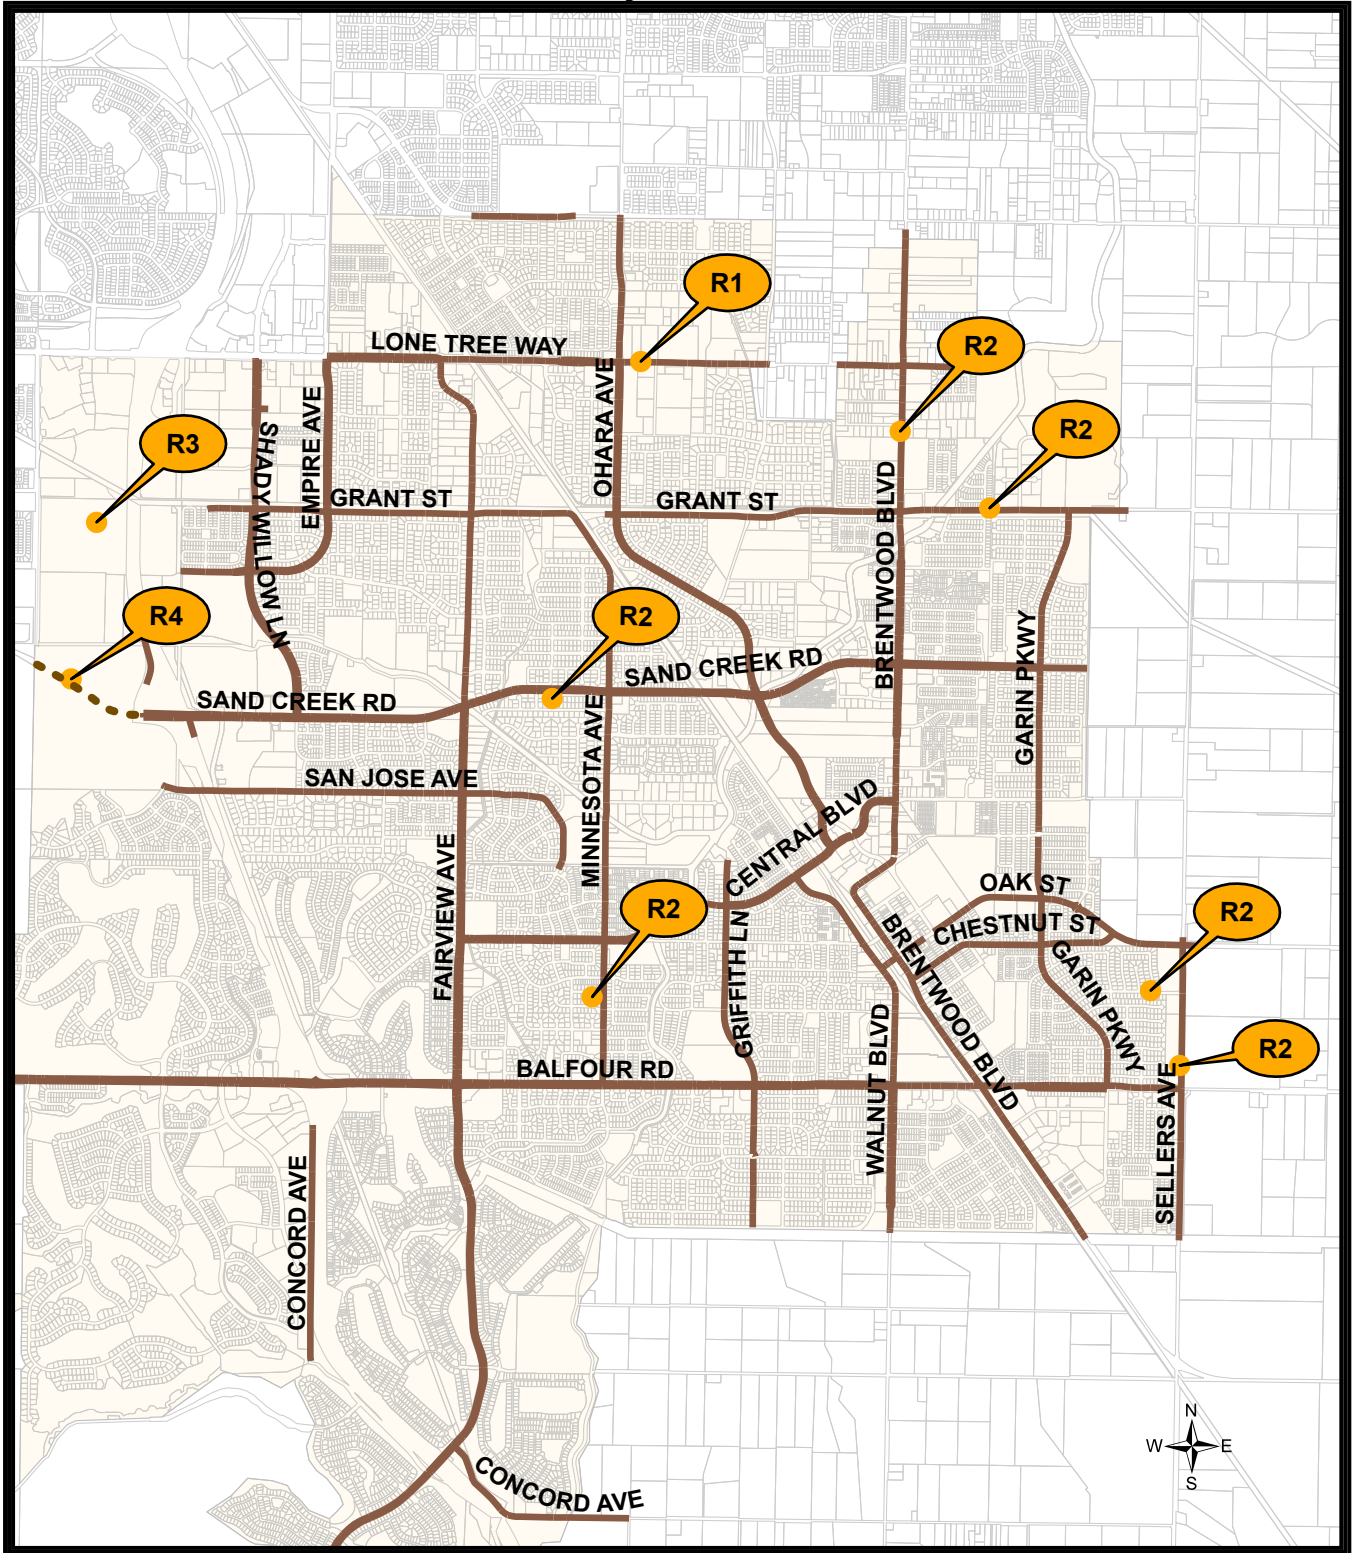 R1
LONE TREE WAY
R2
OHARA AVE
EMPIRE AVE
SHADY WILLOW LN
R3
R2
GRANT ST
GRANT ST
BRENTWOOD BLVD
R4
R2
GARIN PKWY
SAND CREEK RD
SAND CREEK RD
MINNESOTA AVE
SAN JOSE AVE
CENTRAL BLVD
FAIRVIEW AVE
OAK ST
R2
R2
CHESTNUT ST
GRIFFITH LN
BRENTWOOD BLVD
GARIN PKWY
WALNUT BLVD
R2
BALFOUR RD
SELLERS AVE
CONCORD AVE
N
W
E
S
CONCORD AVE